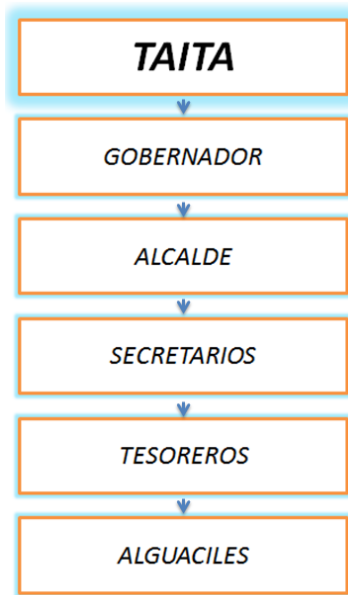 TAITA
GOBERNADOR
ALCALDE
SECRETARIOS
TESOREROS
ALGUACILES